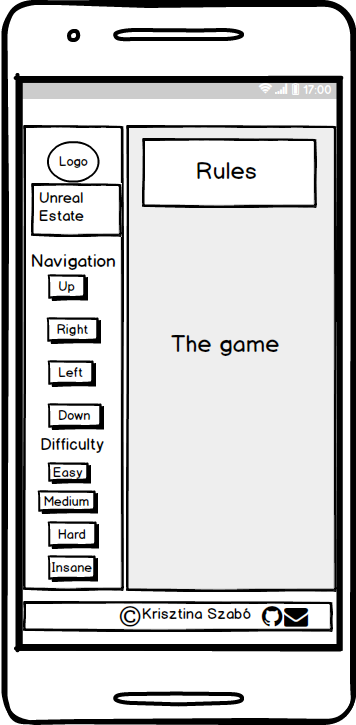 17:00
Logo
Unreal
Estate
Navigation
Up
Right
Left
Down
Difficulty
Easy
Medium
Hard
Insane
Rules
The game
©Krisztina Szabó